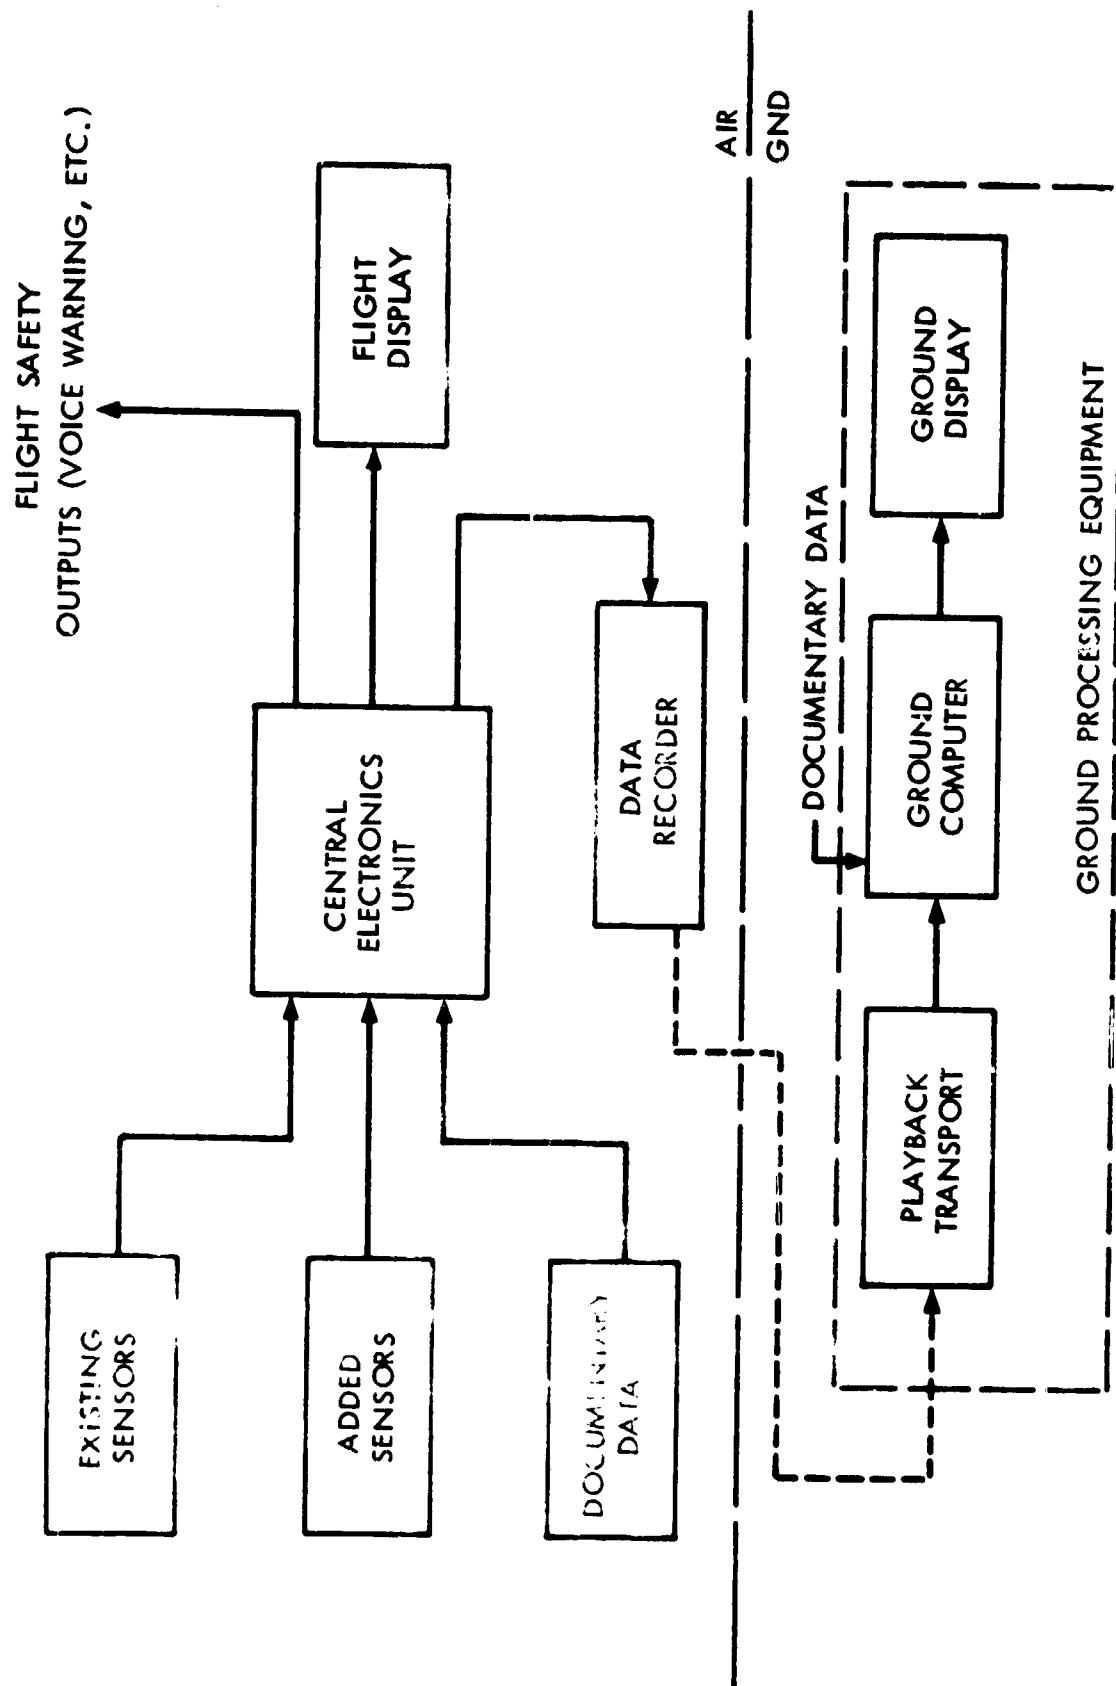 FLIGHT SAFETY
OUTPUTS (VOICE WARNING, ETC.)
EXISTING
SENSORS
ADDED
SENSORS
DOCUMENTARY
DATA
CENTRAL
ELECTRONICS
UNIT
FLIGHT
DISPLAY
DATA
RECORDER
AIR
GND
DOCUMENTARY DATA
PLAYBACK
TRANSPORT
GROUND
COMPUTER
GROUND
DISPLAY
GROUND PROCESSING EQUIPMENT